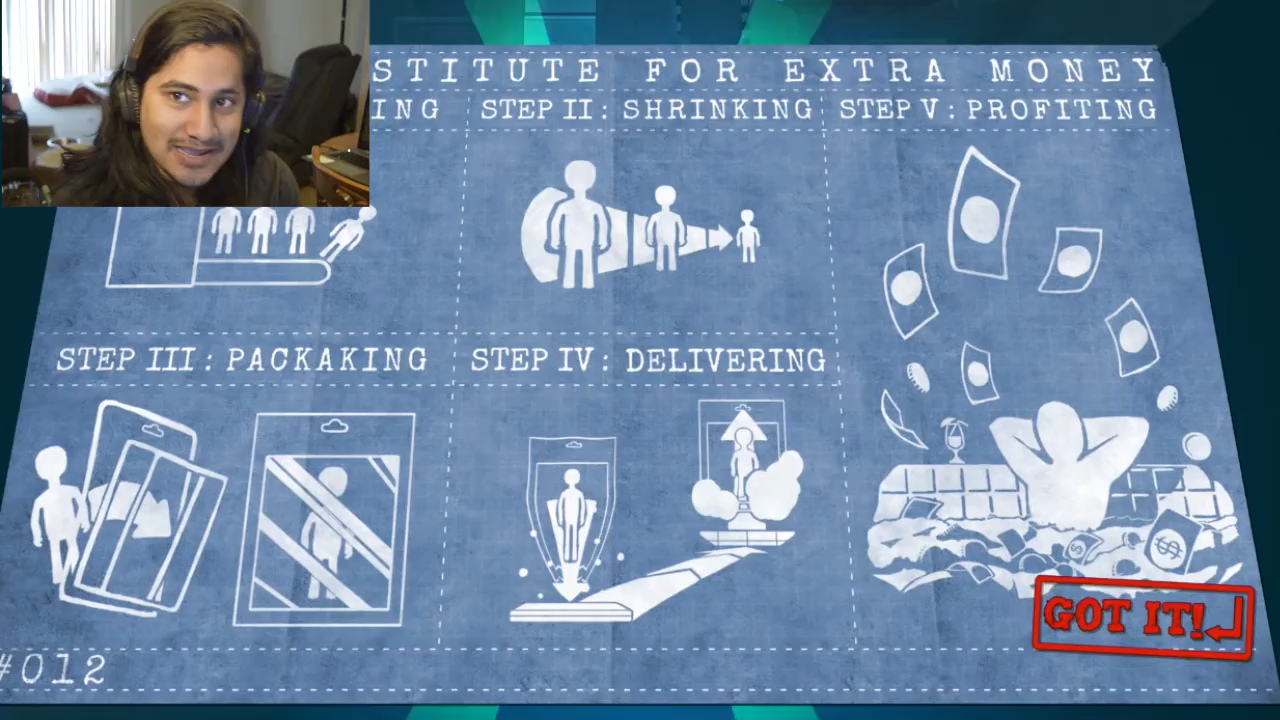 STITUTE FOR EXTRA MONEY
ING
STEP II: SHRINKING
STEP V: PROFITING
STEP III: PACKAKING
STEP IV: DELIVERING
$
$
GOT IT!
#012